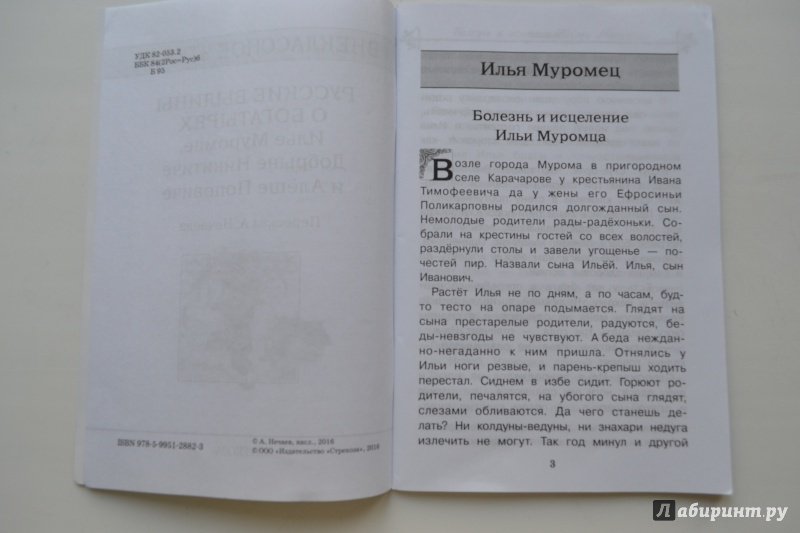 УДК 82-053.2
ББК 84(2Рос=Рус)6
Б 95
ISBN 978-5-9951-2882-3
© А. Нечаев, насл., 2016
© ООО «Издательство «Стрекоза», 2016
Илья Муромец
Болезнь и исцеление
Ильи Муромца
Возле города Мурома в пригородном
селе Карачарове у крестьянина Ивана
Тимофеевича да у жены его Ефросиньи
Поликарповны родился долгожданный сын.
Немолодые родители рады-радёхоньки. Со-
брали на крестины гостей со всех волостей,
раздёрнули столы и завели угощенье — по-
честей пир. Назвали сына Ильёй. Илья, сын
Иванович.
Растёт Илья не по дням, а по часам, буд-
то тесто на опаре подымается. Глядят на
сына престарелые родители, радуются, бе-
ды-невзгоды не чувствуют. А беда нежда-
нно-негаданно к ним пришла. Отнялись у
Ильи ноги резвые, и парень-крепыш ходить
перестал. Сиднем в избе сидит. Горюют ро-
дители, печалятся, на убогого сына глядят,
слезами обливаются. Да чего станешь де-
лать? Ни колдуны-ведуны, ни знахари недуга
излечить не могут. Так год минул и другой
3
Лабиринт.ру